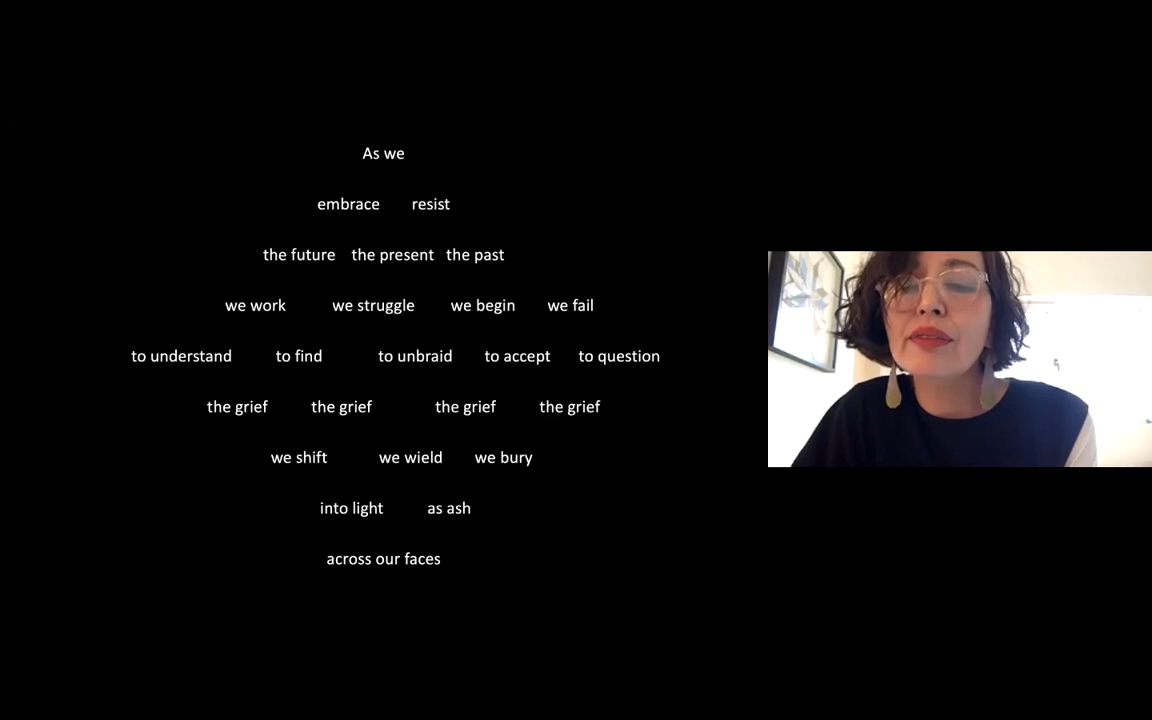 As we
embrace resist
the future the present the past
we work we struggle we begin we fail
to understand to find to unbraid to accept to question
the grief the grief the grief the grief
we shift we wield we bury
into light as ash
across our faces